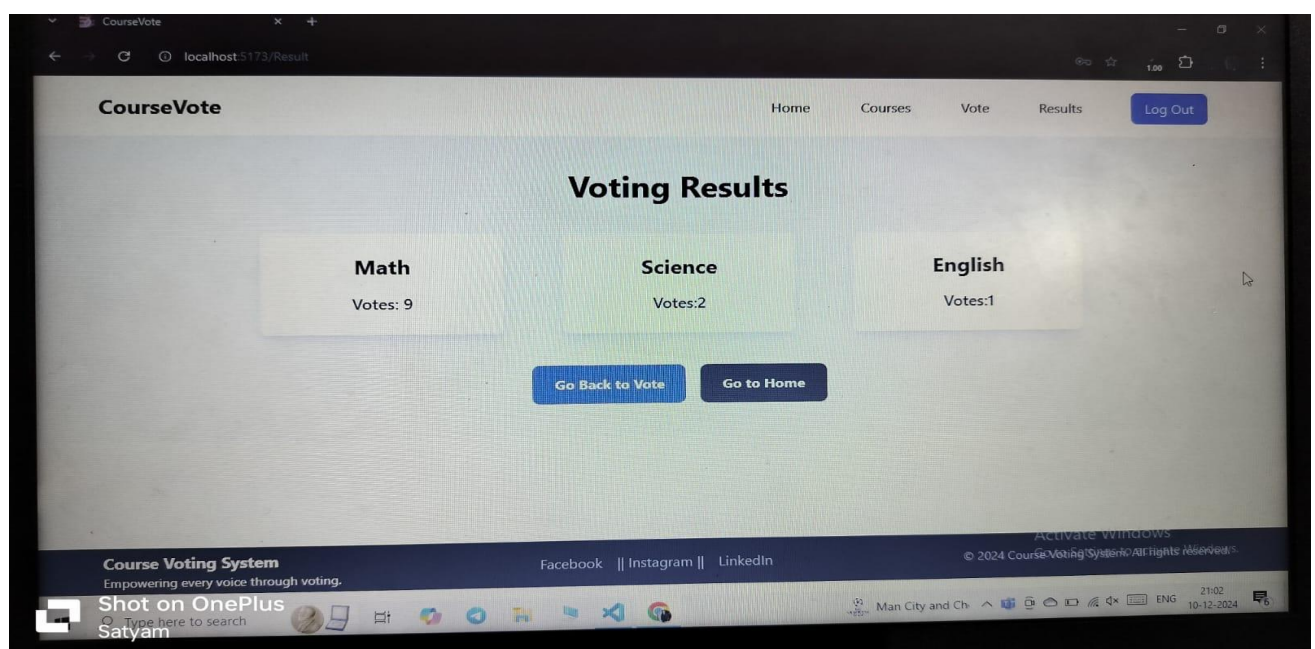 CourseVote
localhost:5173/Result
1.00
CourseVote Home Courses Vote Results Log Out
Voting Results
Math
Votes: 9
Science
Votes:2
English
Votes:1
Go Back to Vote Go to Home
Activate Windows
Course Voting System
Empowering every voice through voting.
Facebook || Instagram || LinkedIn
© 2024 Course Voting System. All rights reserved.
Shot on OnePlus
Satyam
Type here to search
Man City and Ch
ENG
21:02
10-12-2024
6